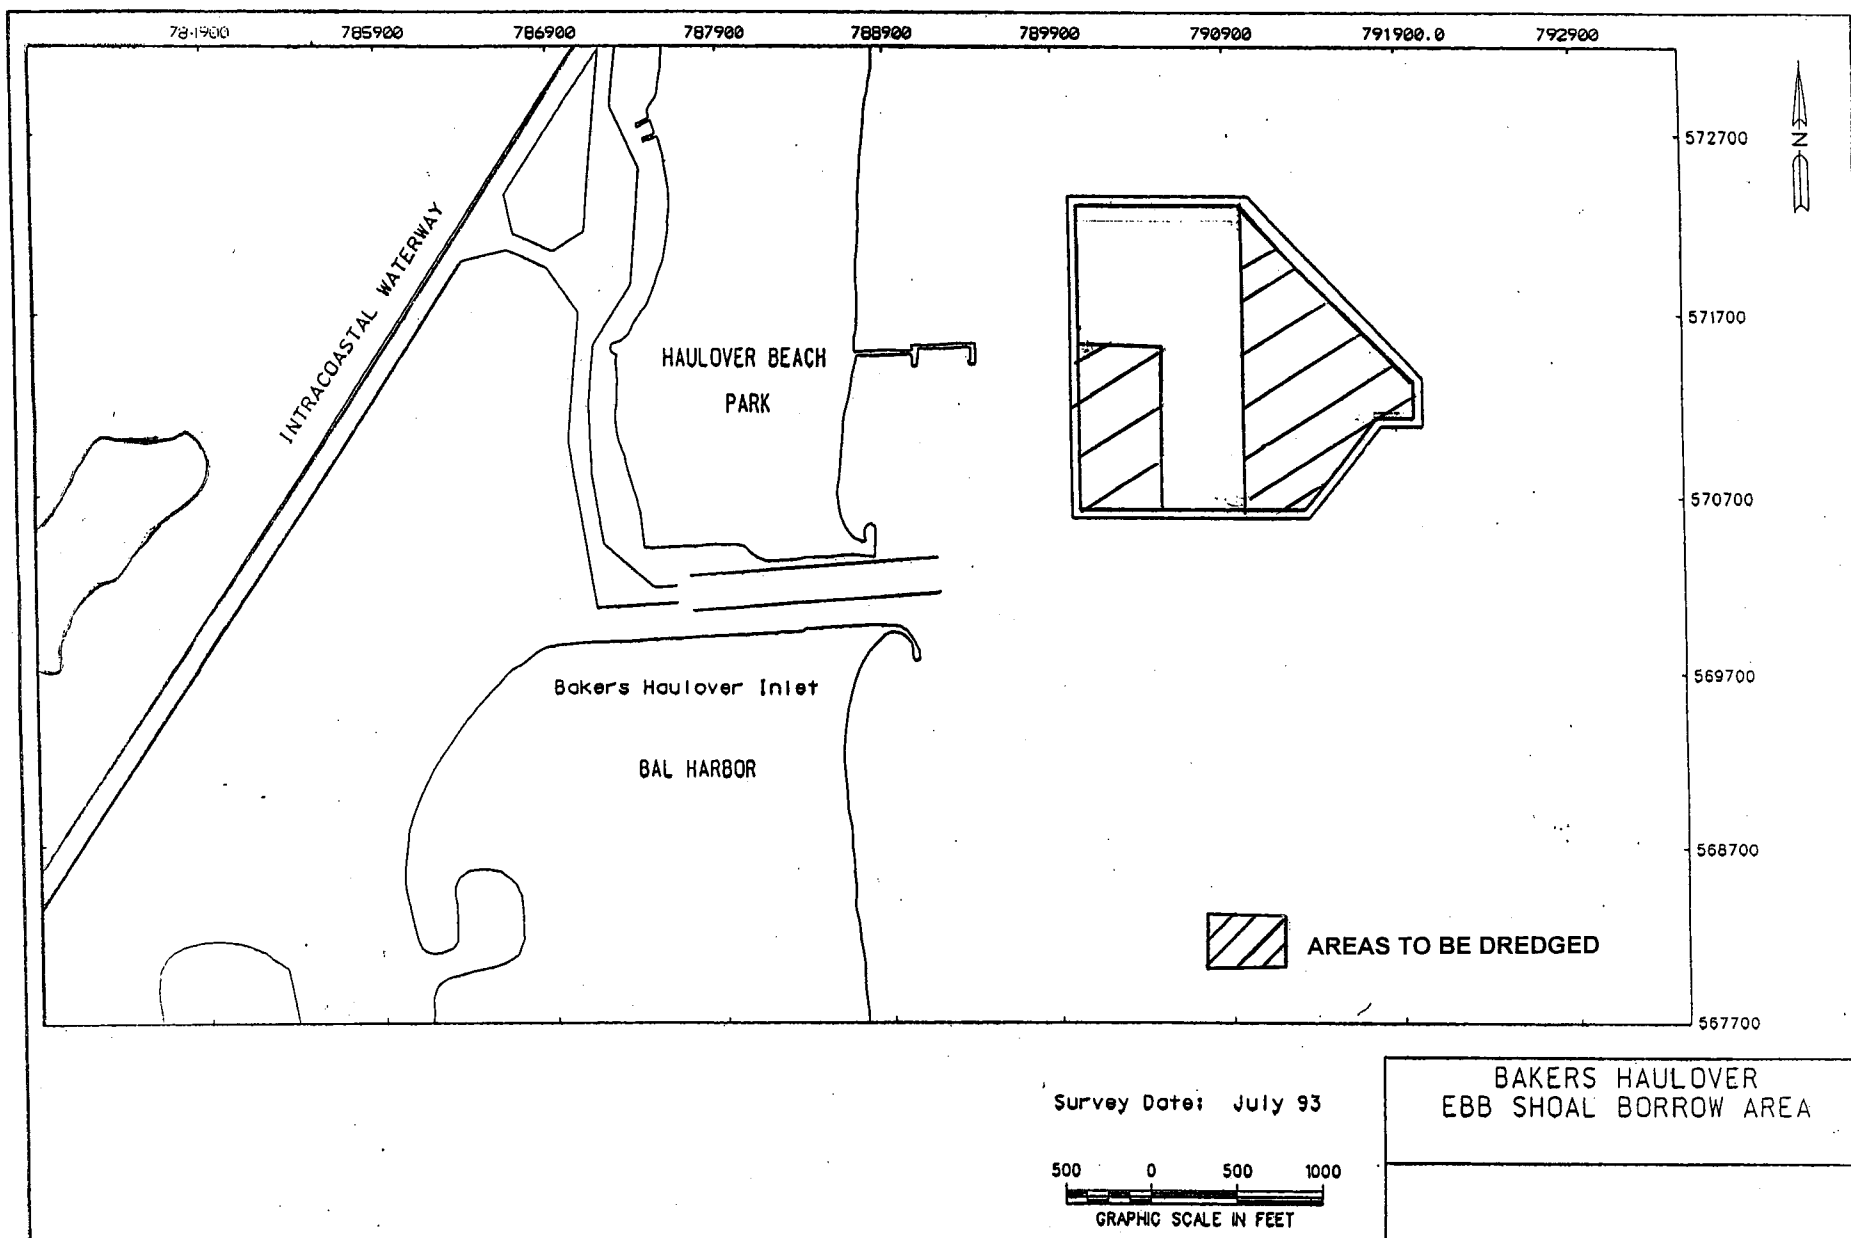 784900 785900 786900 787900 788900 789900 790900 791900.0 792900
N
572700
INTRACOASTAL WATERWAY
571700
HAULOVER BEACH
PARK
570700
569700
Bakers Haulover Inlet
BAL HARBOR
568700
AREAS TO BE DREDGED
567700
BAKERS HAULOVER
EBB SHOAL BORROW AREA
Survey Date: July 93
500 0 500 1000
GRAPHIC SCALE IN FEET